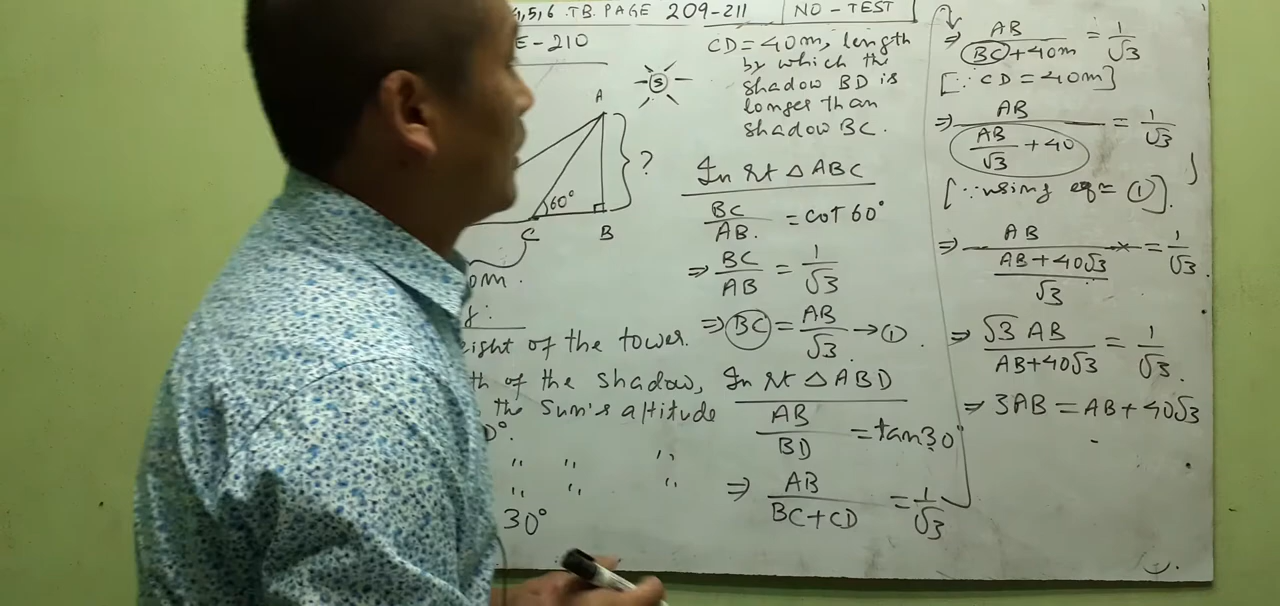 4,5,6 .TB. PAGE 209-211 NO-TEST
E-210
S
A
60°
?
C B
om.
eight of the tower.
th of the shadow,
the Sun's altitude
0°.
" " "
" " "
30°
CD=40m, length
by which the
shadow BD is
longer than
shadow BC.
In rt △ABC
BC/AB. = cot 60°
⇒ BC/AB = 1/√3
⇒ BC = AB/√3. → ①.
In rt △ABD
AB/BD = tan30°
⇒ AB/BC+CD = 1/√3
⇒ AB/BC+40m = 1/√3
[∵ CD=40m]
⇒ AB/(AB/√3 + 40) = 1/√3
[∵ using eqn ①].
⇒ AB/(AB+40√3/√3) = 1/√3.
⇒ √3 AB/AB+40√3 = 1/√3.
⇒ 3AB = AB+40√3